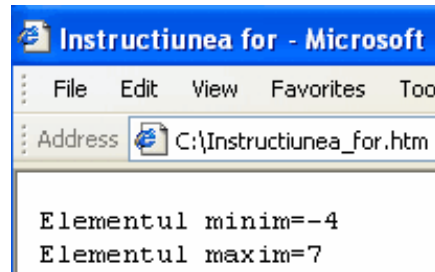 Instructiunea for - Microsoft
File Edit View Favorites Too
Address C:\Instructiunea_for.htm
Elementul minim=-4
Elementul maxim=7